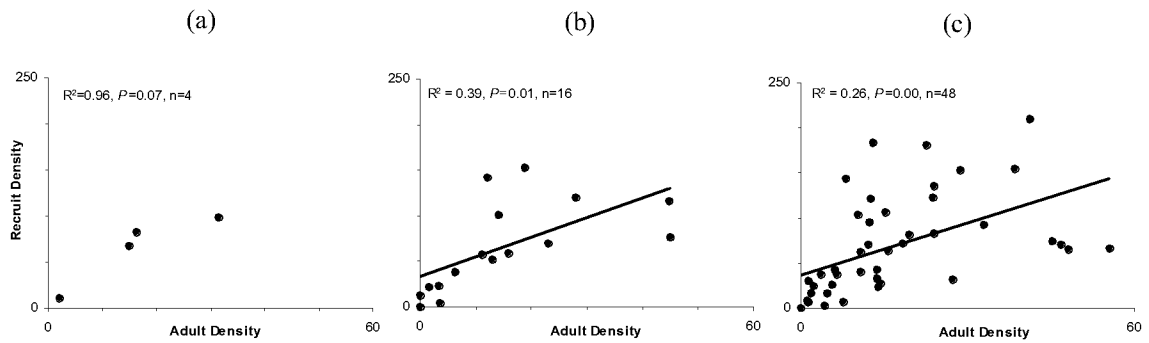 (a)
(b)
(c)
250
R²=0.96, P=0.07, n=4
Recruit Density
0
0
Adult Density
60
250
R² = 0.39, P=0.01, n=16
0
0
Adult Density
60
250
R² = 0.26, P=0.00, n=48
0
0
Adult Density
60